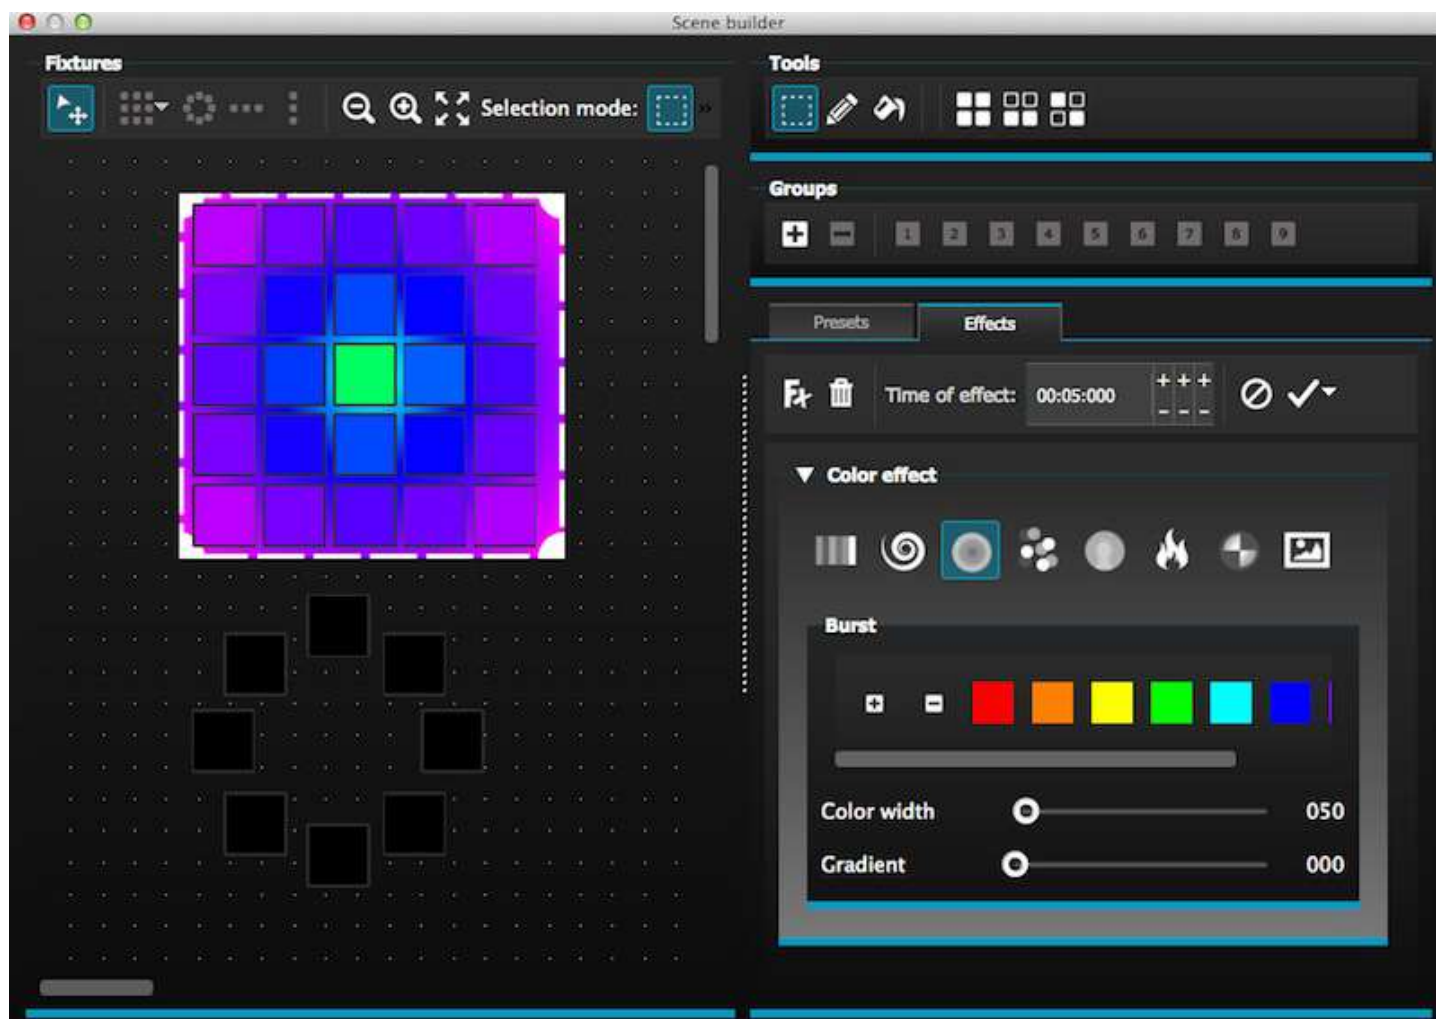 Scene builder
Fixtures
Selection mode:
»
Tools
Groups
1 2 3 4 5 6 7 8 9
Presets
Effects
Fx
Time of effect: 00:05:000
+ + +
- - -
Color effect
Burst
Color width 050
Gradient 000